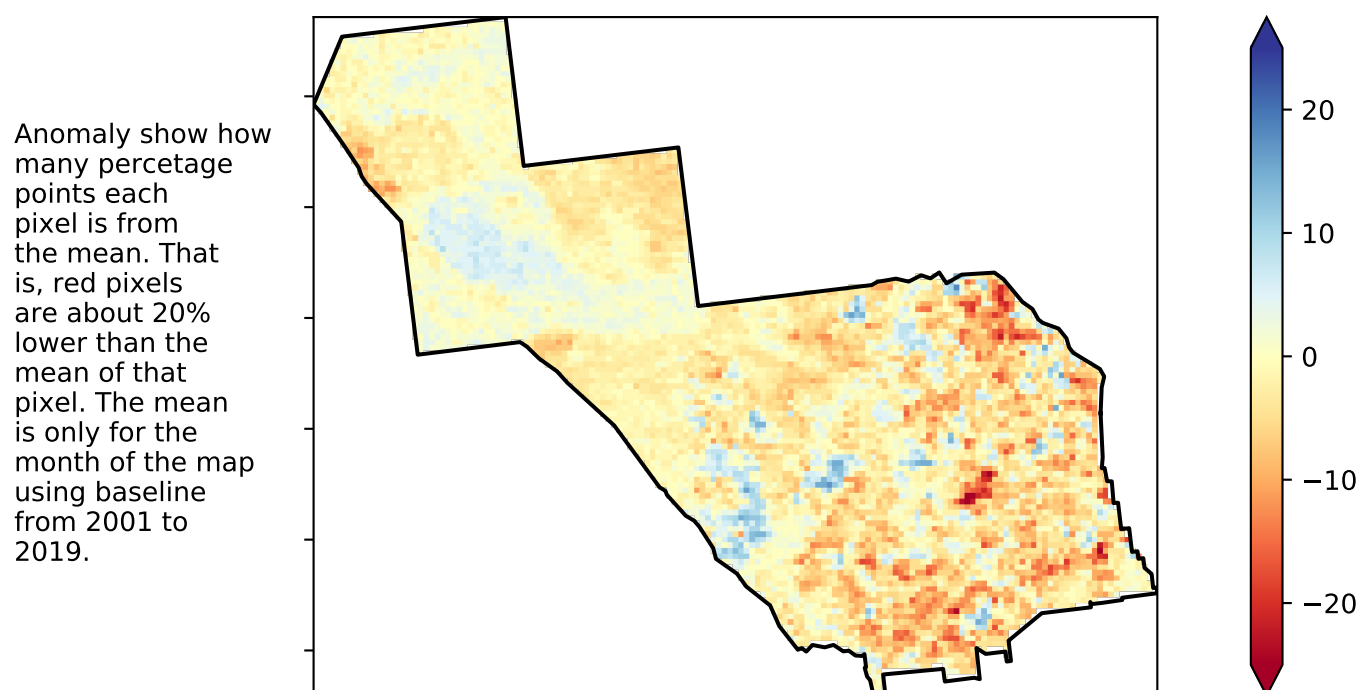 Anomaly show how
many percetage
points each
pixel is from
the mean. That
is, red pixels
are about 20%
lower than the
mean of that
pixel. The mean
is only for the
month of the map
using baseline
from 2001 to
2019.
20
10
0
−10
−20